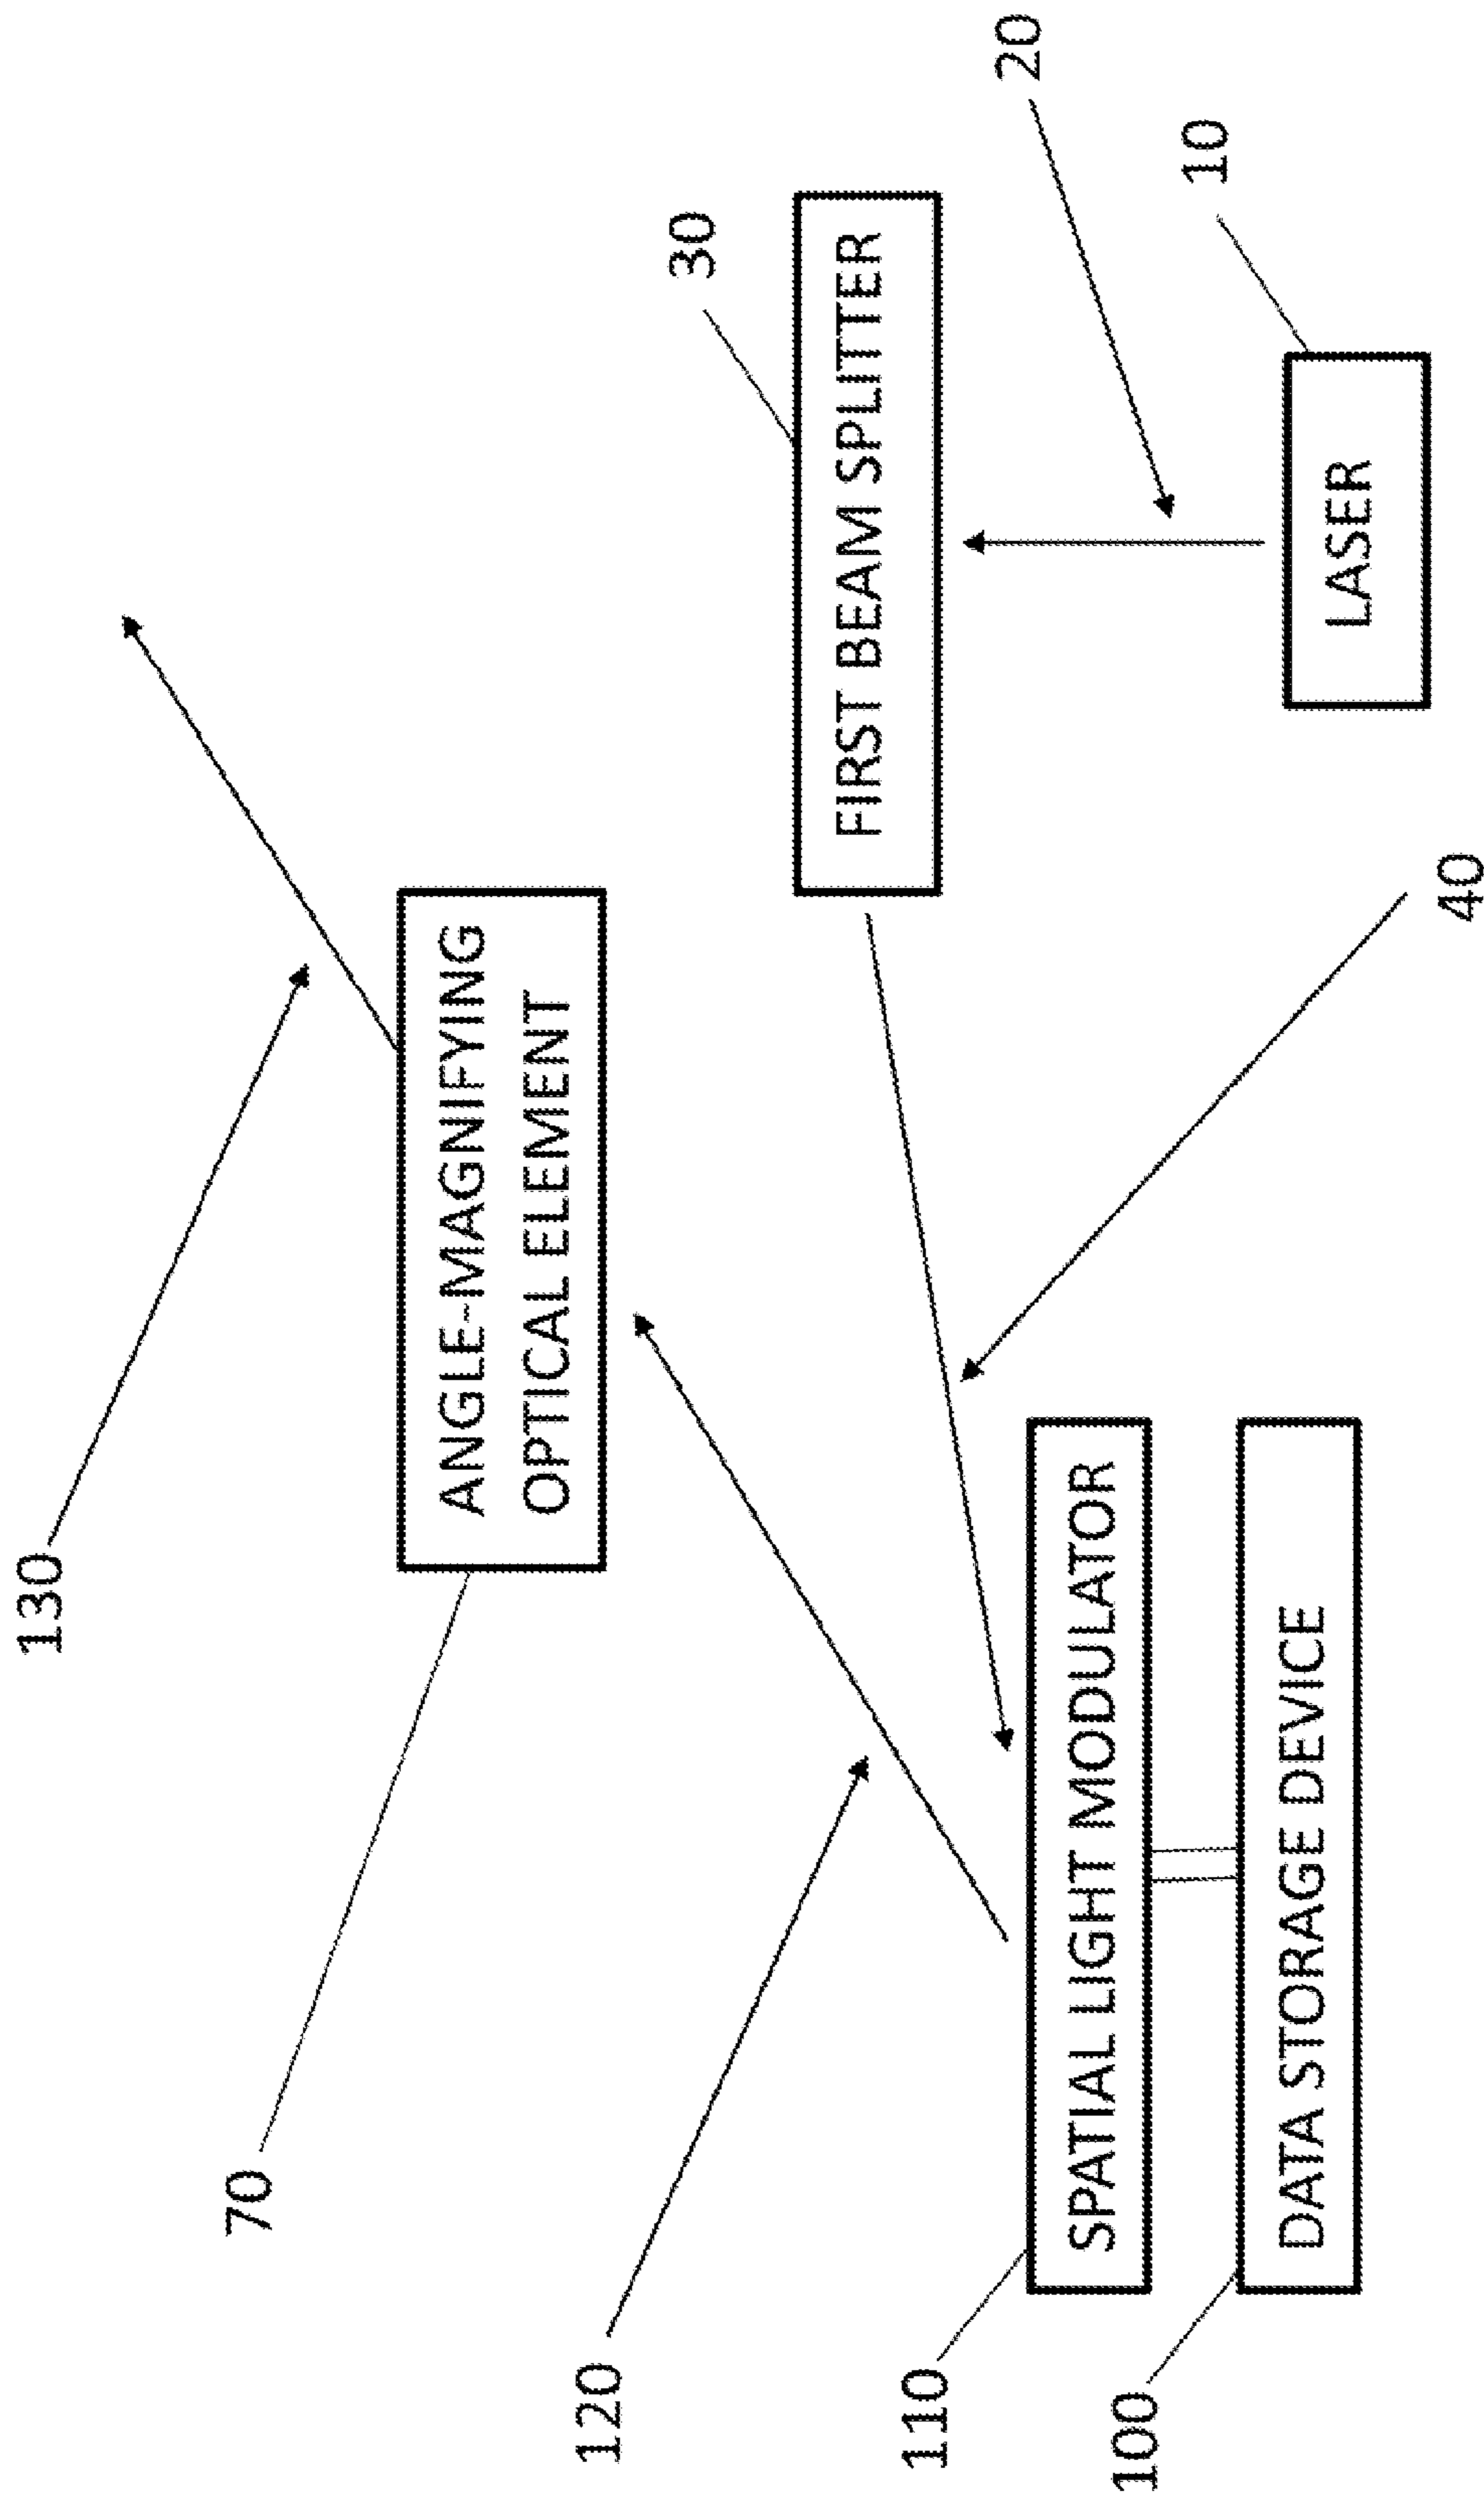 130
70
ANGLE-MAGNIFYING
OPTICAL ELEMENT
30
120
FIRST BEAM SPLITTER
20
110
SPATIAL LIGHT MODULATOR
10
100
DATA STORAGE DEVICE
LASER
40